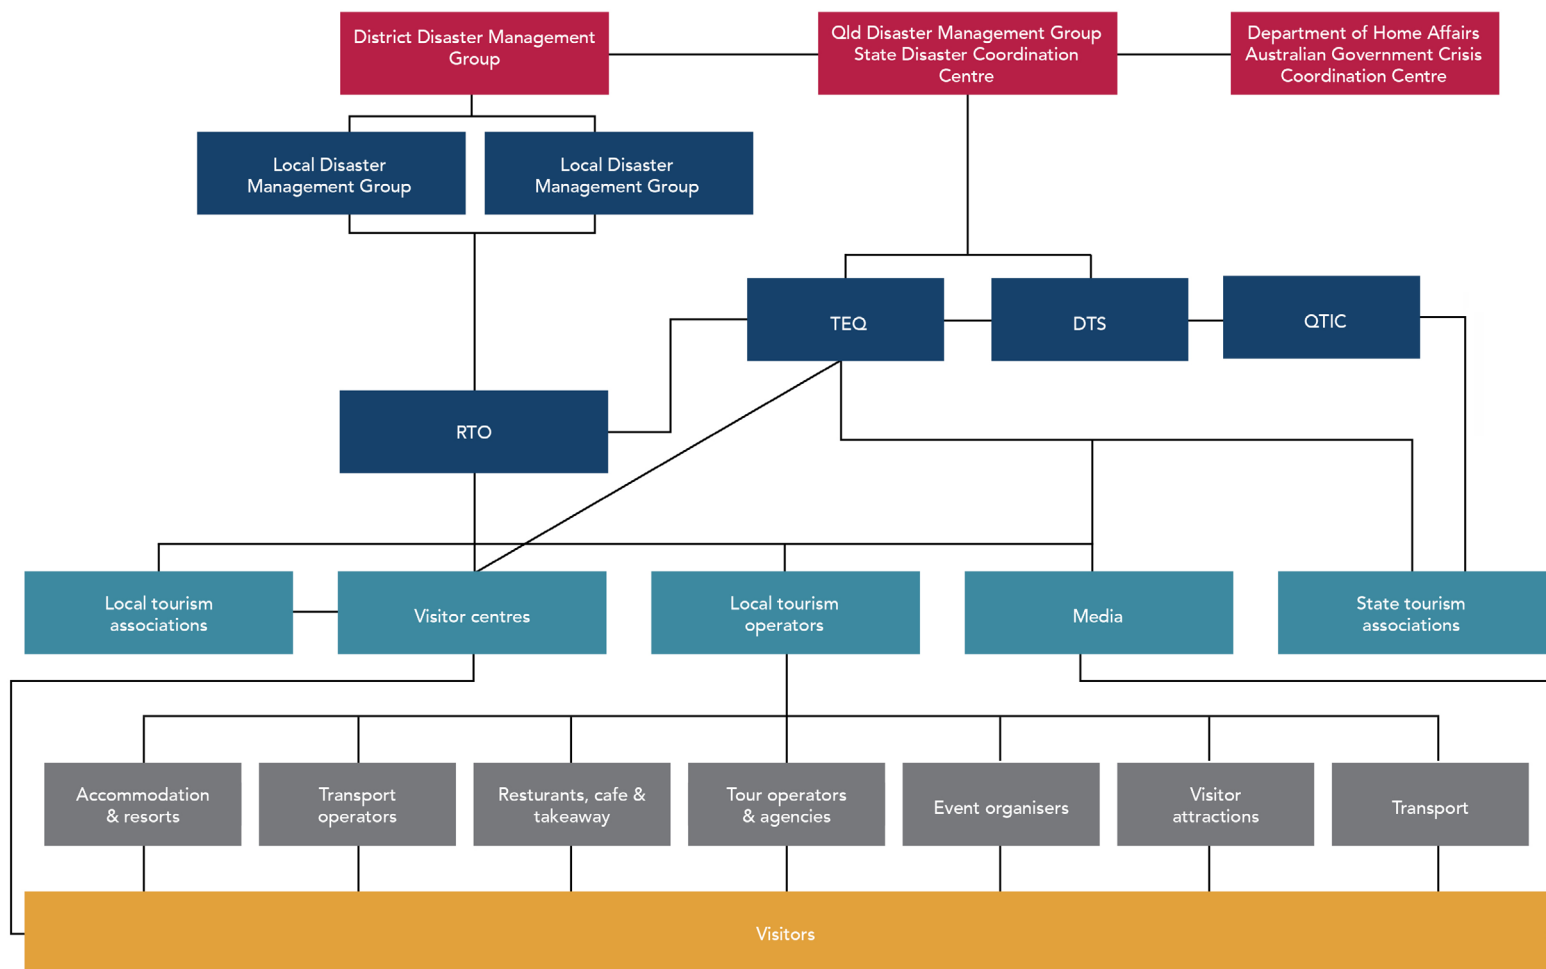 District Disaster Management
Group
Qld Disaster Management Group
State Disaster Coordination
Centre
Department of Home Affairs
Australian Government Crisis
Coordination Centre
Local Disaster
Management Group
Local Disaster
Management Group
TEQ
DTS
QTIC
RTO
Local tourism
associations
Visitor centres
Local tourism
operators
Media
State tourism
associations
Accommodation
& resorts
Transport
operators
Resturants, cafe &
takeaway
Tour operators
& agencies
Event organisers
Visitor
attractions
Transport
Visitors